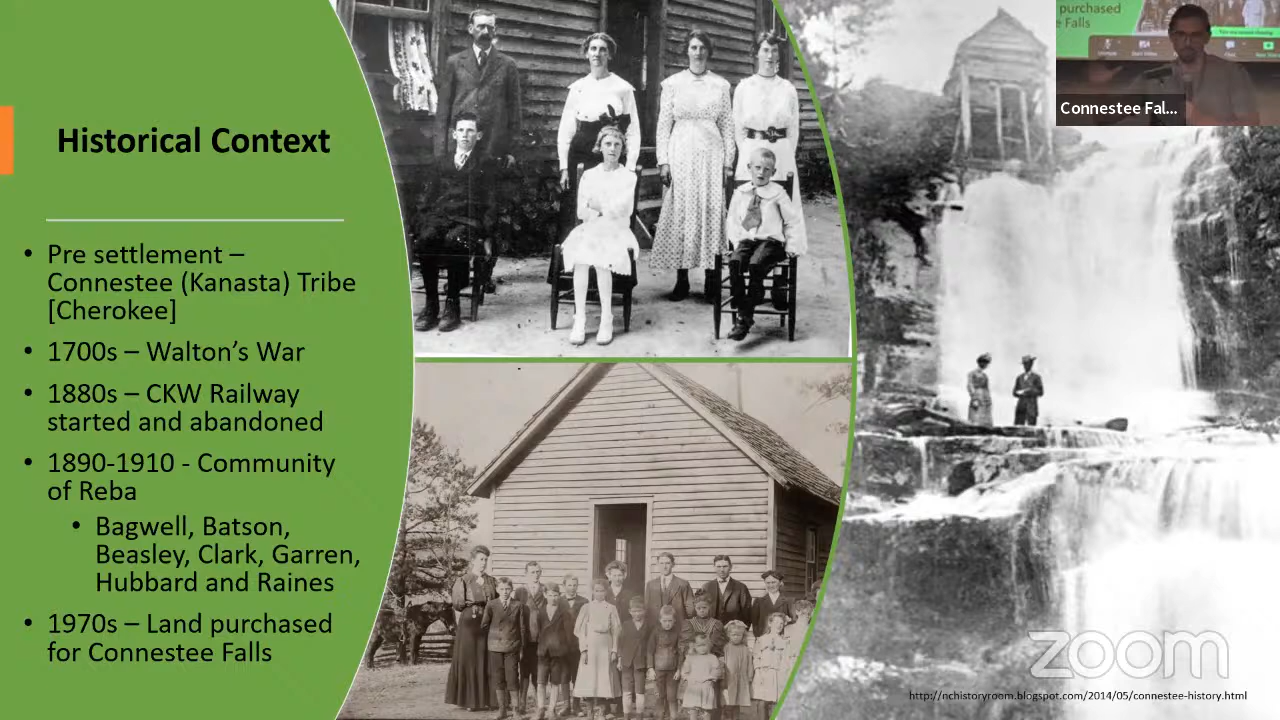 Historical Context
• Pre settlement –
Connestee (Kanasta) Tribe
[Cherokee]
• 1700s – Walton’s War
• 1880s – CKW Railway
started and abandoned
• 1890-1910 - Community
of Reba
• Bagwell, Batson,
Beasley, Clark, Garren,
Hubbard and Raines
• 1970s – Land purchased
for Connestee Falls
purchased
e Falls
Connestee Fal...
zoom
http://nchistoryroom.blogspot.com/2014/05/connestee-history.html